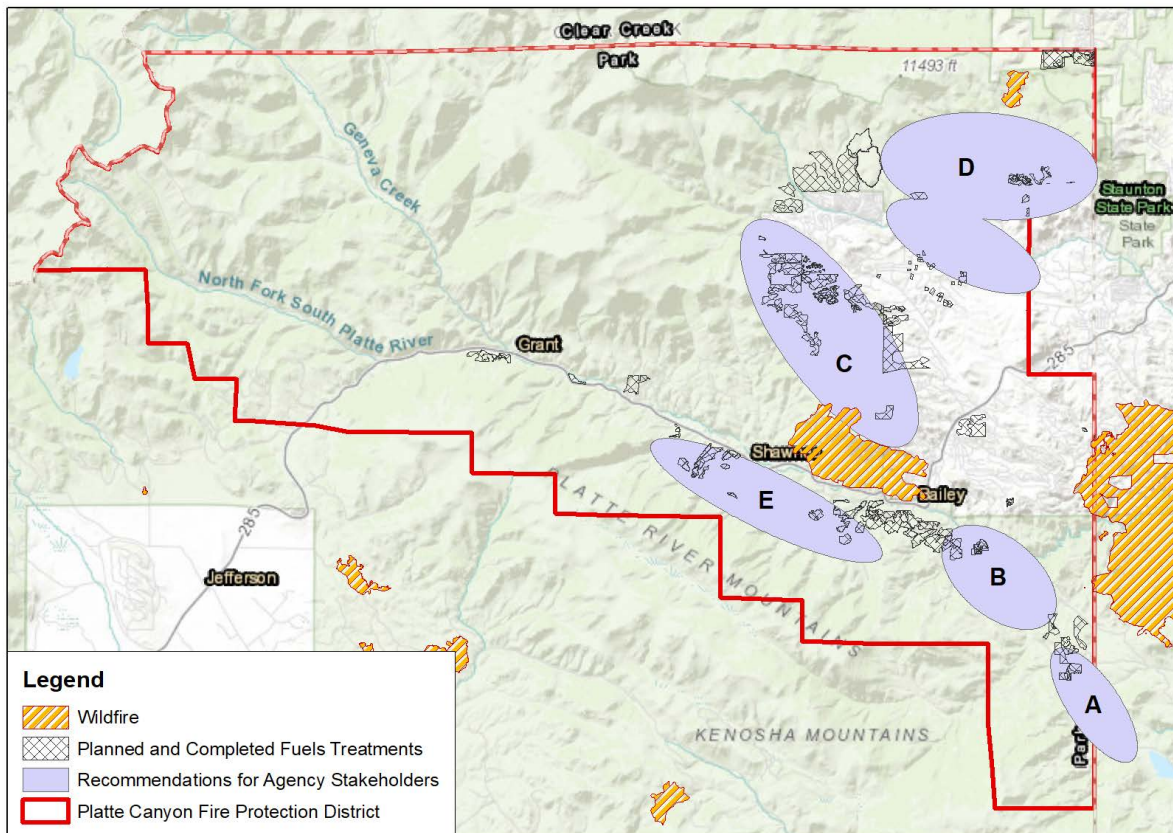 Clear Creek
Park
11493 ft
Geneva Creek
D
Staunton
State Park
State
Park
North Fork South Platte River
Grant
285
C
Shaw
Bailey
E
285
PLATTE RIVER MOUNTAINS
Jefferson
B
A
Park
KENOSHA MOUNTAINS
Legend
Wildfire
Planned and Completed Fuels Treatments
Recommendations for Agency Stakeholders
Platte Canyon Fire Protection District